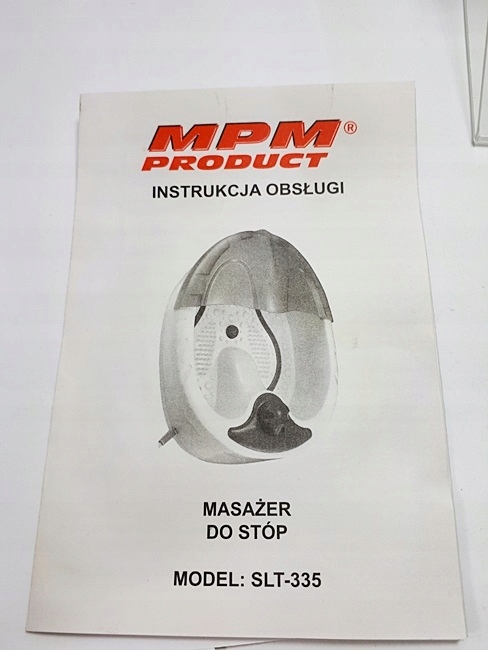 MPM®
PRODUCT
INSTRUKCJA OBSŁUGI
MASAŻER
DO STÓP
MODEL: SLT-335